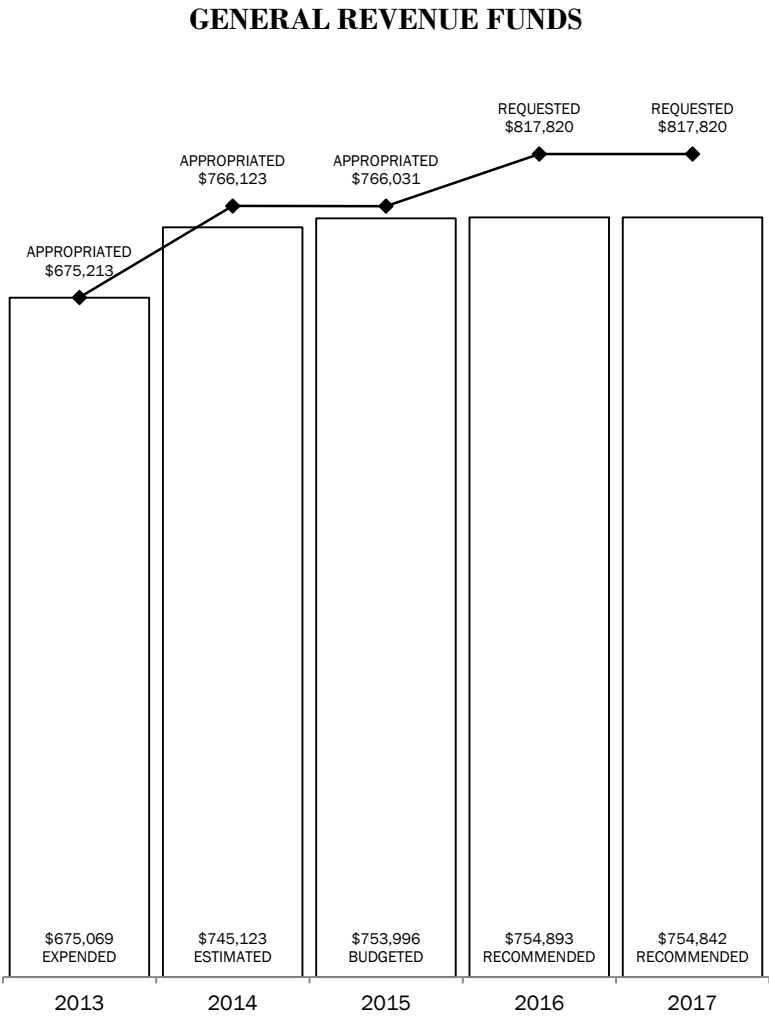 GENERAL REVENUE FUNDS
REQUESTED
$817,820
REQUESTED
$817,820
APPROPRIATED
$766,123
APPROPRIATED
$766,031
APPROPRIATED
$675,213
$675,069
EXPENDED
$745,123
ESTIMATED
$753,996
BUDGETED
$754,893
RECOMMENDED
$754,842
RECOMMENDED
2013
2014
2015
2016
2017